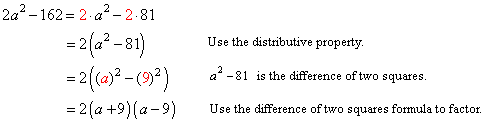 2a² − 162 = 2 · a² − 2 · 81
= 2(a² − 81) Use the distributive property.
= 2((a)² − (9)²) a² − 81 is the difference of two squares.
= 2(a + 9)(a − 9) Use the difference of two squares formula to factor.